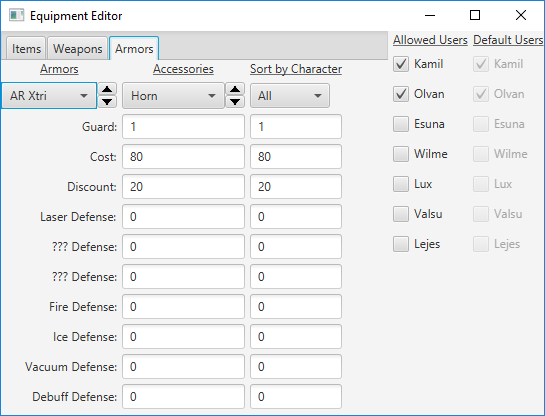 Equipment Editor
Items Weapons Armors
Allowed Users Default Users
Armors Accessories Sort by Character
AR Xtri Horn All
Kamil Kamil
Olvan Olvan
Esuna Esuna
Wilme Wilme
Lux Lux
Valsu Valsu
Lejes Lejes
Guard: 1 1
Cost: 80 80
Discount: 20 20
Laser Defense: 0 0
??? Defense: 0 0
??? Defense: 0 0
Fire Defense: 0 0
Ice Defense: 0 0
Vacuum Defense: 0 0
Debuff Defense: 0 0